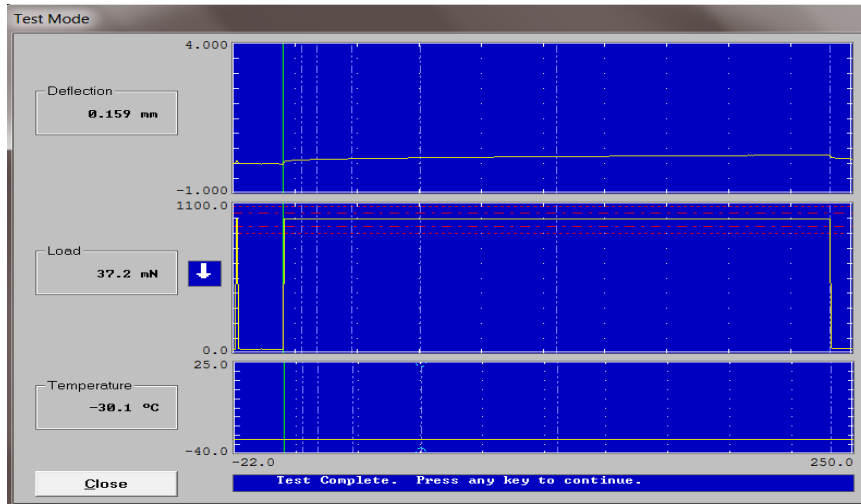 Test Mode
4.000
Deflection
0.159 mm
-1.000
1100.0
Load
37.2 mN
0.0
25.0
Temperature
-30.1 ºC
-40.0
-22.0 250.0
Close
Test Complete. Press any key to continue.